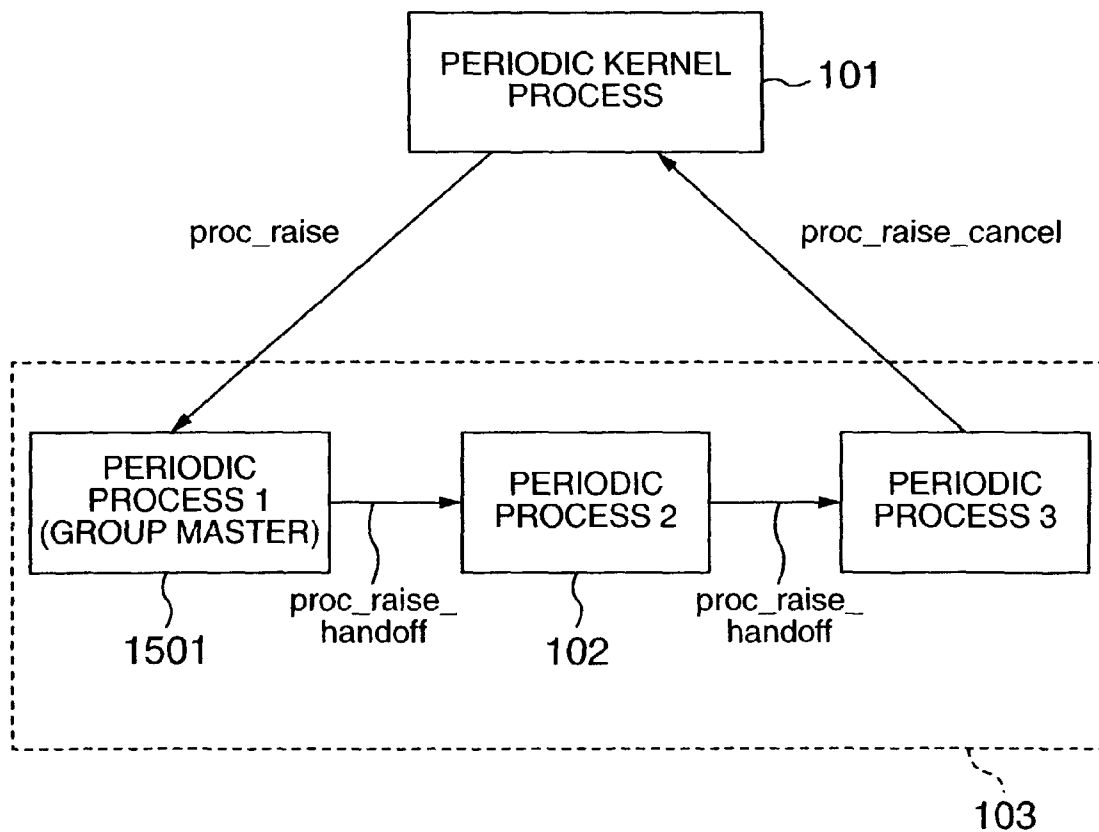 PERIODIC KERNEL
PROCESS
101
proc_raise
proc_raise_cancel
PERIODIC
PROCESS 1
(GROUP MASTER)
PERIODIC
PROCESS 2
PERIODIC
PROCESS 3
proc_raise_
handoff
proc_raise_
handoff
1501
102
103